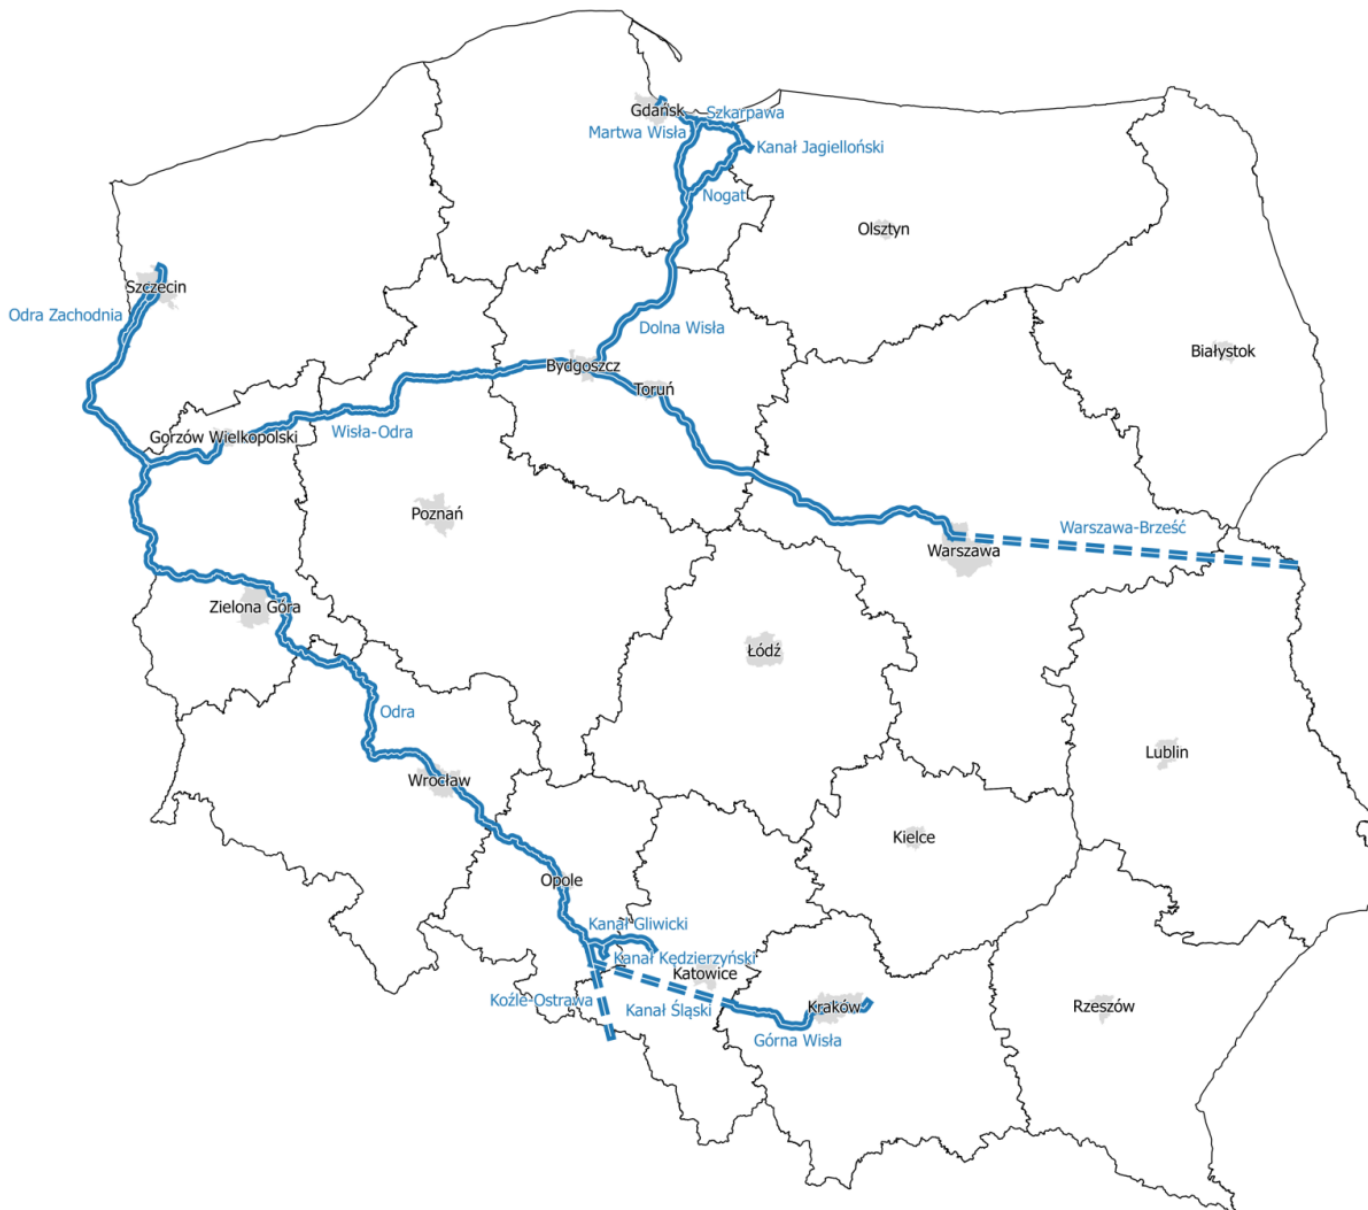 Gdańsk
Szkarpawa
Martwa Wisła
Kanał Jagielloński
Nogat
Olsztyn
Szczecin
Odra Zachodnia
Dolna Wisła
Białystok
Bydgoszcz
Toruń
Gorzów Wielkopolski
Wisła-Odra
Poznań
Warszawa-Brześć
Warszawa
Zielona Góra
Łódź
Odra
Lublin
Wrocław
Kielce
Opole
Kanał Gliwicki
Kanał Kędzierzyński
Katowice
Koźle-Ostrawa
Kanał Śląski
Kraków
Rzeszów
Górna Wisła